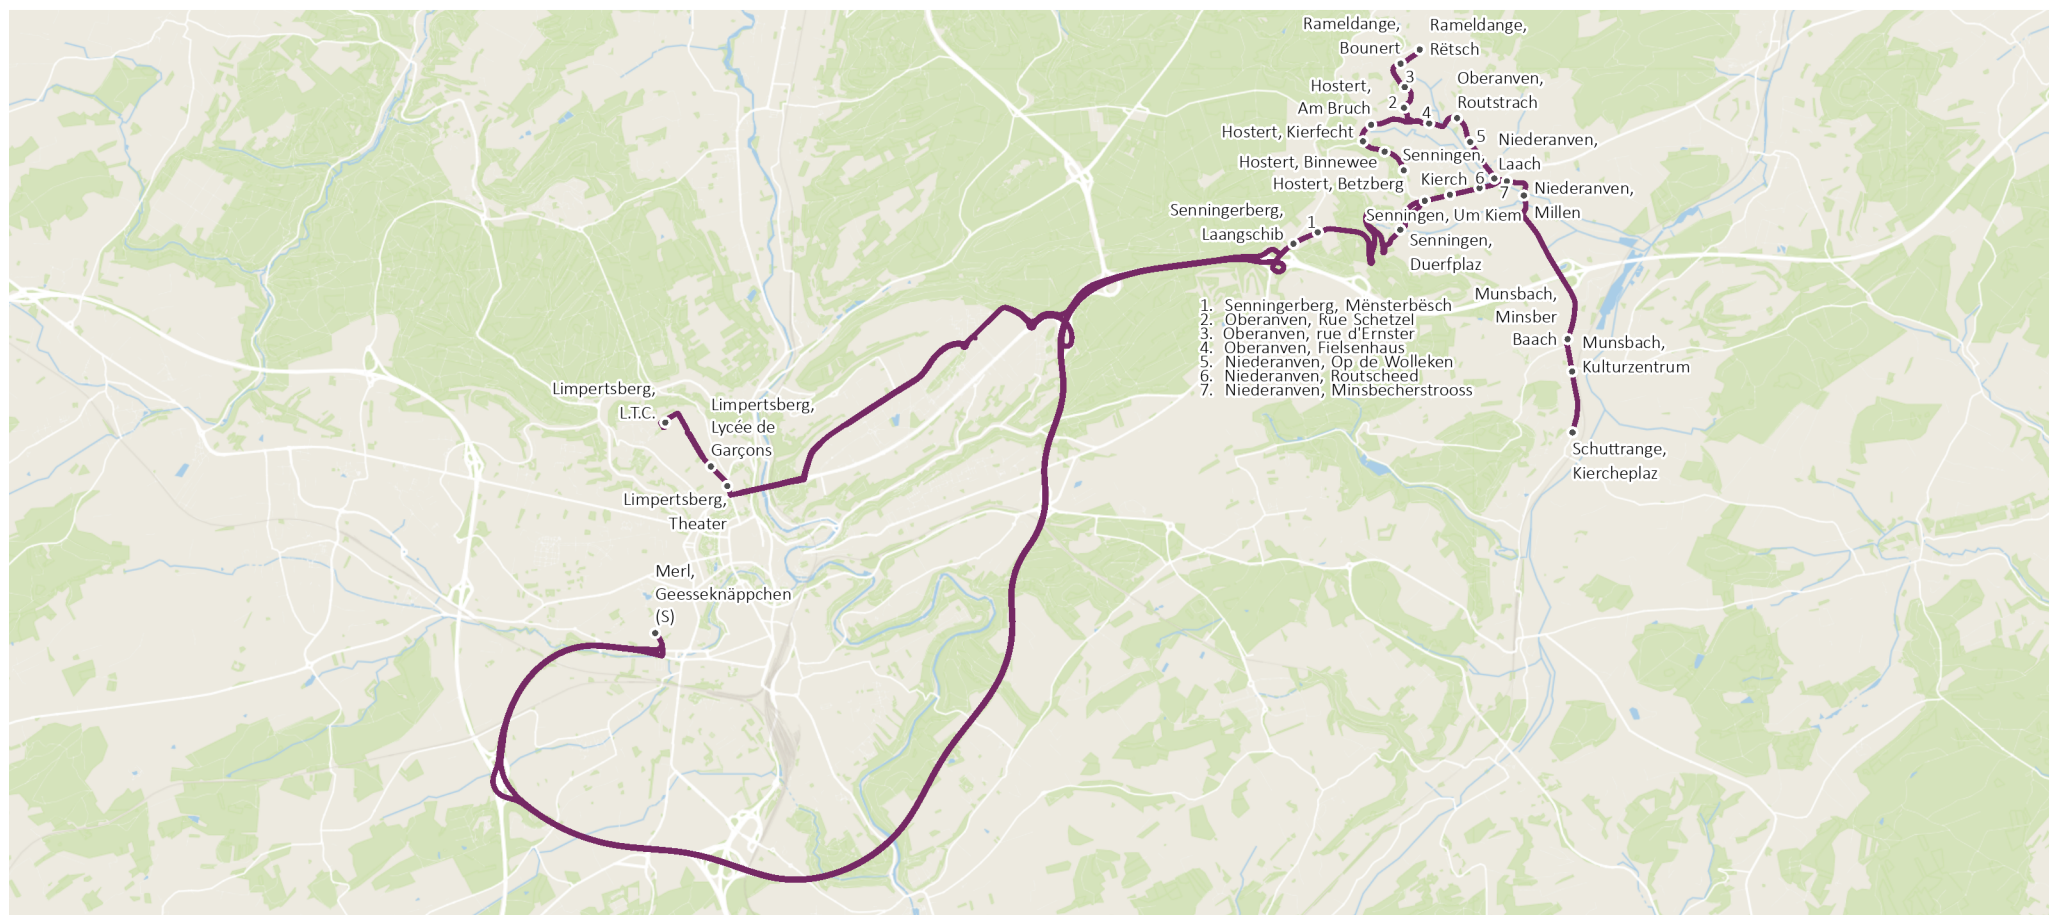 Rameldange,
Bounert
Rameldange,
Rëtsch
3
Hostert,
Am Bruch
2
4
Oberanven,
Routstrach
Hostert, Kierfecht
5
Niederanven,
Laach
Hostert, Binnewee
Senningen,
Kierch
6
7
Hostert, Betzberg
Niederanven,
Millen
Senningerberg,
Laangschib
1
Senningen, Um Kiem
Senningen,
Duerfplaz
1. Senningerberg, Mënsterbësch
2. Oberanven, Rue Schetzel
3. Oberanven, rue d'Ernster
4. Oberanven, Fielsenhaus
5. Niederanven, Op de Wolleken
6. Niederanven, Routscheed
7. Niederanven, Minsbecherstrooss
Munsbach,
Minsber
Baach
Munsbach,
Kulturzentrum
Schuttrange,
Kiercheplaz
Limpertsberg,
L.T.C.
Limpertsberg,
Lycée de
Garçons
Limpertsberg,
Theater
Merl,
Geesseknäppchen
(S)